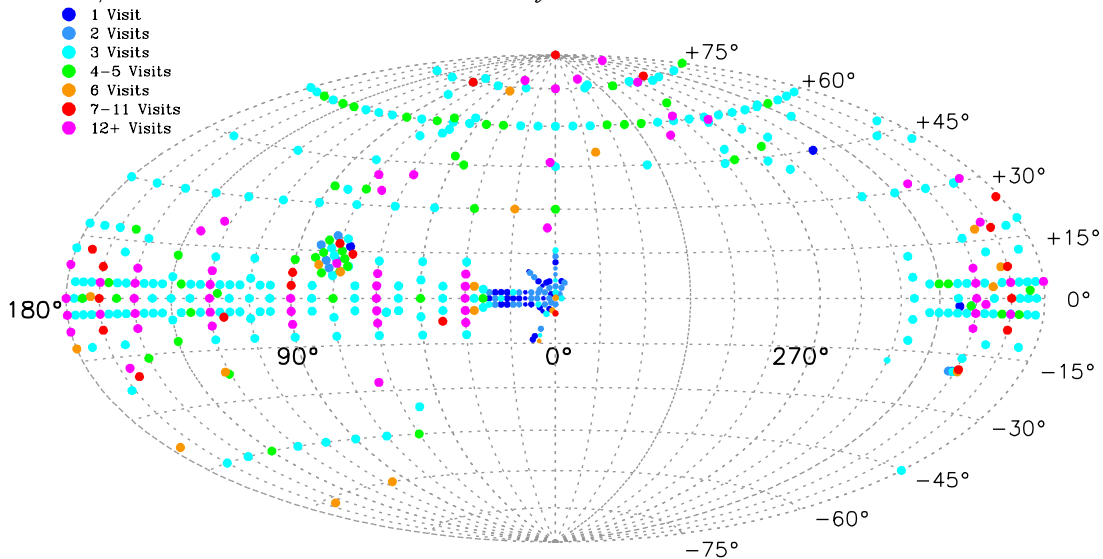 1 Visit
2 Visits
3 Visits
4-5 Visits
6 Visits
7-11 Visits
12+ Visits
+75°
+60°
+45°
+30°
+15°
180°
0°
90°
0°
270°
-15°
-30°
-45°
-60°
-75°